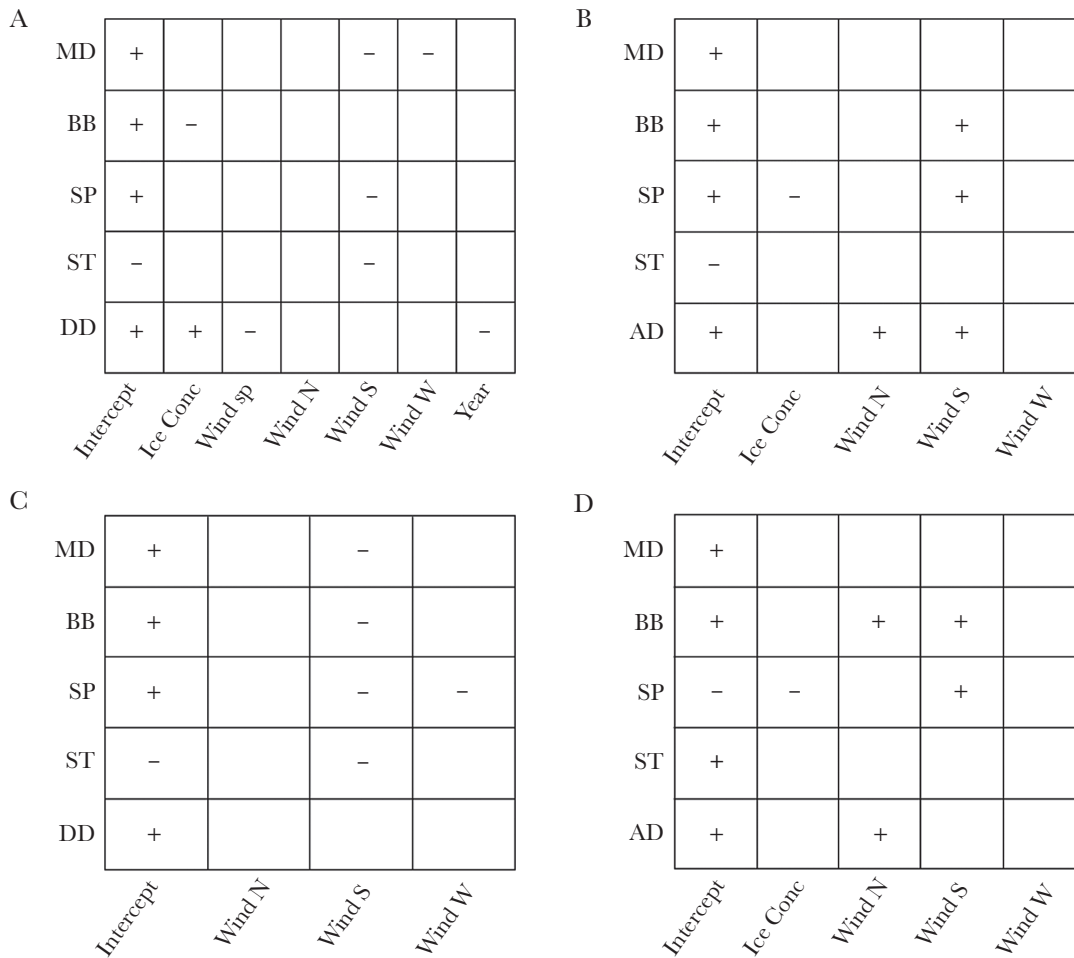 A
MD + – –
BB + –
SP + –
ST – –
DD + + – –
Intercept Ice Conc Wind sp Wind N Wind S Wind W Year
B
MD +
BB + +
SP + – +
ST –
AD + + +
Intercept Ice Conc Wind N Wind S Wind W
C
MD + –
BB + –
SP + – –
ST – –
DD +
Intercept Wind N Wind S Wind W
D
MD +
BB + + +
SP – – +
ST +
AD + +
Intercept Ice Conc Wind N Wind S Wind W